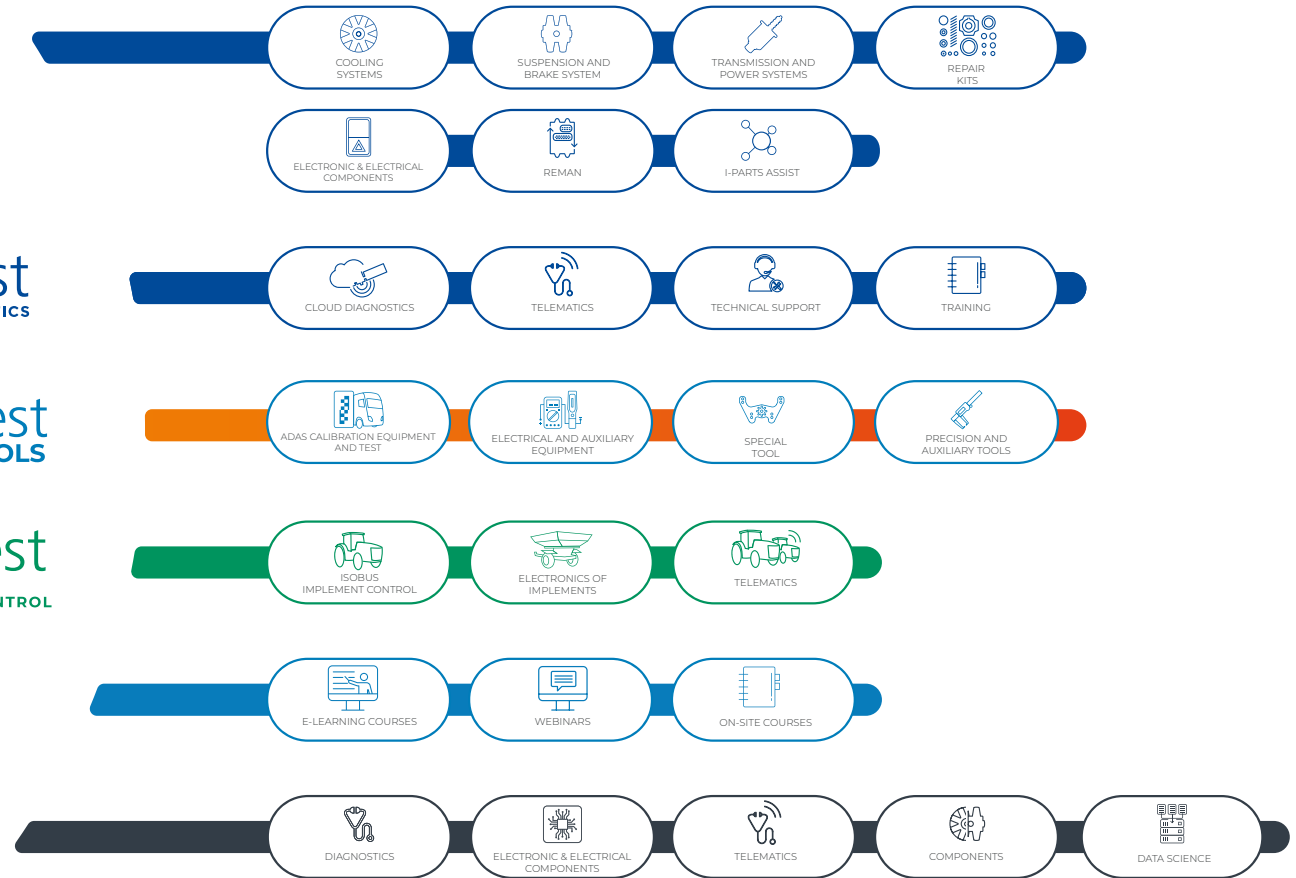 COOLING
SYSTEMS
SUSPENSION AND
BRAKE SYSTEM
TRANSMISSION AND
POWER SYSTEMS
REPAIR
KITS
ELECTRONIC & ELECTRICAL
COMPONENTS
REMAN
I-PARTS ASSIST
st
TICS
CLOUD DIAGNOSTICS
TELEMATICS
TECHNICAL SUPPORT
TRAINING
est
OLS
ADAS CALIBRATION EQUIPMENT
AND TEST
ELECTRICAL AND AUXILIARY
EQUIPMENT
SPECIAL
TOOL
PRECISION AND
AUXILIARY TOOLS
est
NTROL
ISOBUS
IMPLEMENT CONTROL
ELECTRONICS OF
IMPLEMENTS
TELEMATICS
E-LEARNING COURSES
WEBINARS
ON-SITE COURSES
DIAGNOSTICS
ELECTRONIC & ELECTRICAL
COMPONENTS
TELEMATICS
COMPONENTS
DATA SCIENCE